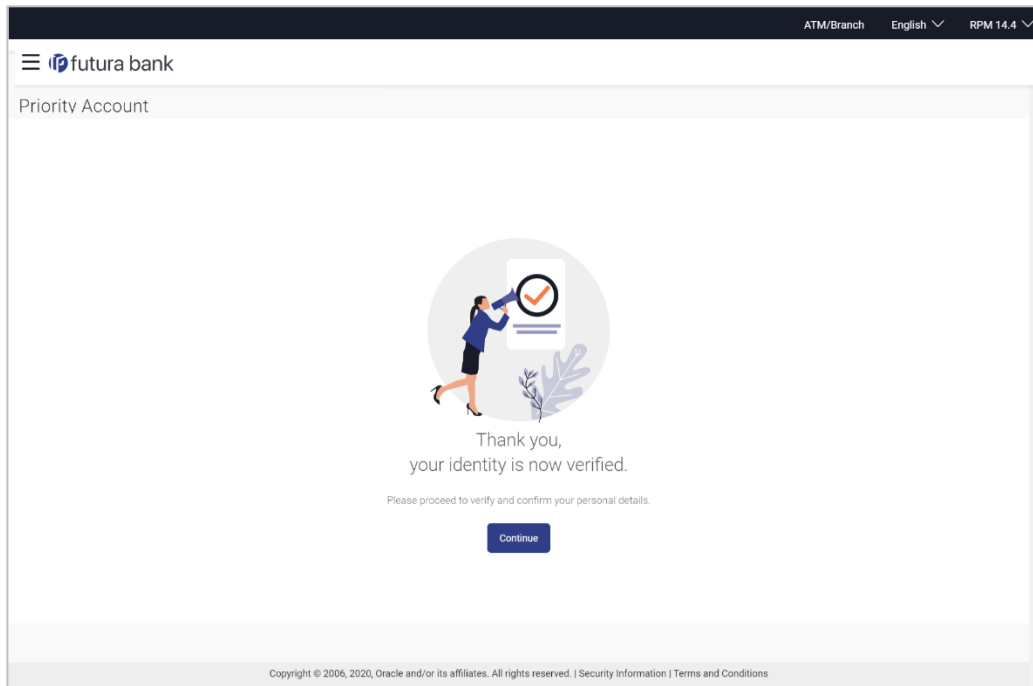 ATM/Branch English RPM 14.4
futura bank
Priority Account
Thank you,
your identity is now verified.
Please proceed to verify and confirm your personal details.
Continue
Copyright © 2006, 2020, Oracle and/or its affiliates. All rights reserved. | Security Information | Terms and Conditions